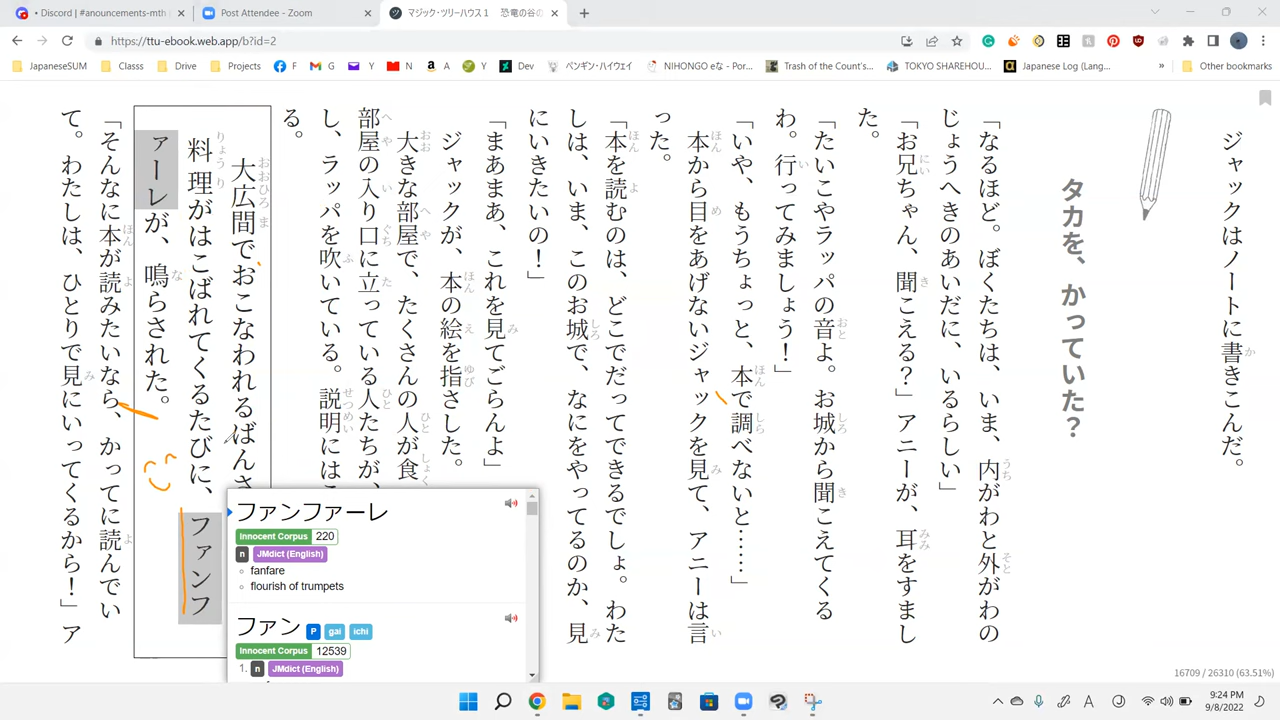 Discord | #anouncements-mth
Post Attendee - Zoom
マジック・ツリーハウス 1 恐竜の谷の
https://ttu-ebook.web.app/b?id=2
JapaneseSUM
Classs
Drive
Projects
F
G
Y
N
A
Y
Dev
ペンギン・ハイウェイ
NIHONGO eな - Por...
Trash of the Count's...
TOKYO SHAREHOU...
Japanese Log (Lang...
»
Other bookmarks
ジャックはノートに書きこんだ。
タカを、かっていた?
「なるほど。ぼくたちは、いま、内がわと外がわの
じょうへきのあいだに、いるらしい」
「お兄ちゃん、聞こえる?」アニーが、耳をすまし
た。
「たいこやラッパの音よ。お城から聞こえてくる
わ。行ってみましょう!」
「いや、もうちょっと、本で調べないと……」
本から目をあげないジャックを見て、アニーは言
った。
「本を読むのは、どこでだってできるでしょ。わた
しは、いま、このお城で、なにをやってるのか、見
にいきたいの!」
「まあまあ、これを見てごらんよ」
ジャックが、本の絵を指さした。
大きな部屋で、たくさんの人が食
部屋の入り口に立っている人たちが、
し、ラッパを吹いている。説明にはこ
る。
大広間でおこなわれるばんさ
料理がはこばれてくるたびに、ファンフ
ァーレが、鳴らされた。
「そんなに本が読みたいなら、かってに読んでい
て。わたしは、ひとりで見にいってくるから!」ア
ファンファーレ
Innocent Corpus 220
n JMdict (English)
fanfare
flourish of trumpets
ファン P gai ichi
Innocent Corpus 12539
1. n JMdict (English)
16709 / 26310 (63.51%)
9:24 PM
9/8/2022